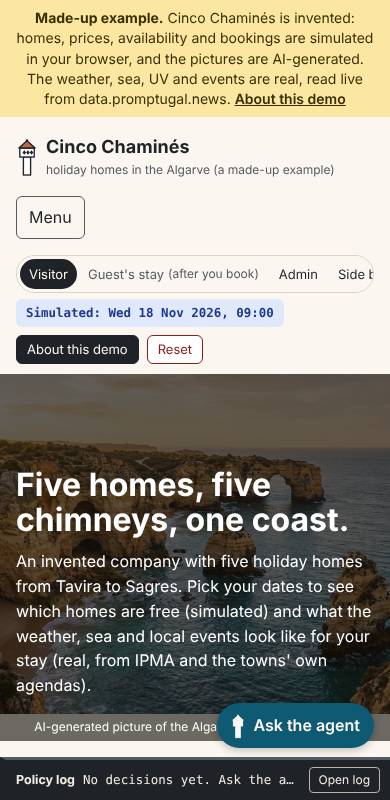 Made-up example. Cinco Chaminés is invented:
homes, prices, availability and bookings are simulated
in our demo, and the pictures are AI-generated.
The weather, sea, UV and events are real, read live
from data.promptugal.news. About this demo
Cinco Chaminés
holiday homes in the Algarve (a made-up example)
Menu
Visitor Guest's stay (after you book) Admin Side
Simulated: Wed 18 Nov 2026, 09:00
About this demo Reset
Five homes, five
chimneys, one coast.
An invented company with five holiday homes
from Tavira to Sagres. Pick your dates to see
which homes are free (simulated) and what the
weather, sea and local events look like for your
stay (real, from IPMA and the towns' own
agendas).
AI-generated picture of the
Ask the agent
Policy log No decisions yet. Ask the a… Open log